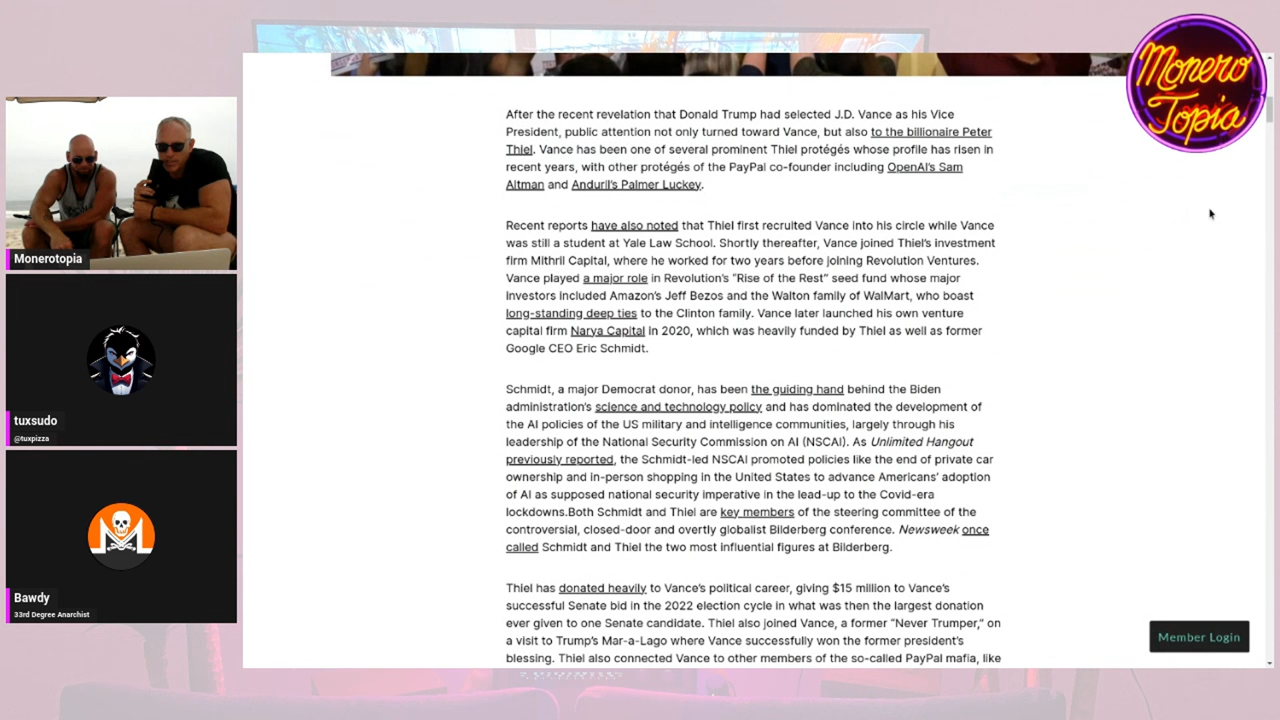 Monero
Topia
Monerotopia
tuxsudo
@tuxpizza
Bawdy
33rd Degree Anarchist
After the recent revelation that Donald Trump had selected J.D. Vance as his Vice
President, public attention not only turned toward Vance, but also to the billionaire Peter
Thiel. Vance has been one of several prominent Thiel protégés whose profile has risen in
recent years, with other protégés of the PayPal co-founder including OpenAI's Sam
Altman and Anduril's Palmer Luckey.
Recent reports have also noted that Thiel first recruited Vance into his circle while Vance
was still a student at Yale Law School. Shortly thereafter, Vance joined Thiel's investment
firm Mithril Capital, where he worked for two years before joining Revolution Ventures.
Vance played a major role in Revolution's "Rise of the Rest" seed fund whose major
investors included Amazon's Jeff Bezos and the Walton family of WalMart, who boast
long-standing deep ties to the Clinton family. Vance later launched his own venture
capital firm Narya Capital in 2020, which was heavily funded by Thiel as well as former
Google CEO Eric Schmidt.
Schmidt, a major Democrat donor, has been the guiding hand behind the Biden
administration's science and technology policy and has dominated the development of
the AI policies of the US military and intelligence communities, largely through his
leadership of the National Security Commission on AI (NSCAI). As Unlimited Hangout
previously reported, the Schmidt-led NSCAI promoted policies like the end of private car
ownership and in-person shopping in the United States to advance Americans' adoption
of AI as supposed national security imperative in the lead-up to the Covid-era
lockdowns.Both Schmidt and Thiel are key members of the steering committee of the
controversial, closed-door and overtly globalist Bilderberg conference. Newsweek once
called Schmidt and Thiel the two most influential figures at Bilderberg.
Thiel has donated heavily to Vance's political career, giving $15 million to Vance's
successful Senate bid in the 2022 election cycle in what was then the largest donation
ever given to one Senate candidate. Thiel also joined Vance, a former "Never Trumper," on
a visit to Trump's Mar-a-Lago where Vance successfully won the former president's
blessing. Thiel also connected Vance to other members of the so-called PayPal mafia, like
Member Login